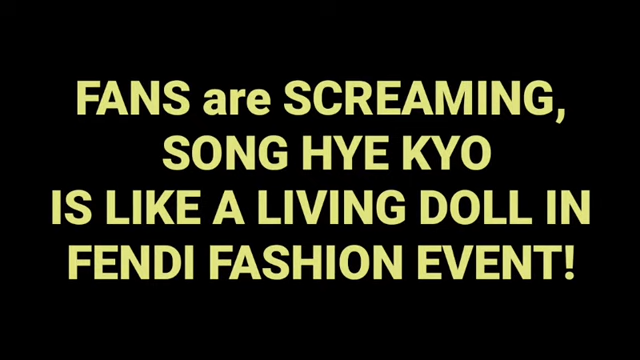 FANS are SCREAMING,
SONG HYE KYO
IS LIKE A LIVING DOLL IN
FENDI FASHION EVENT!